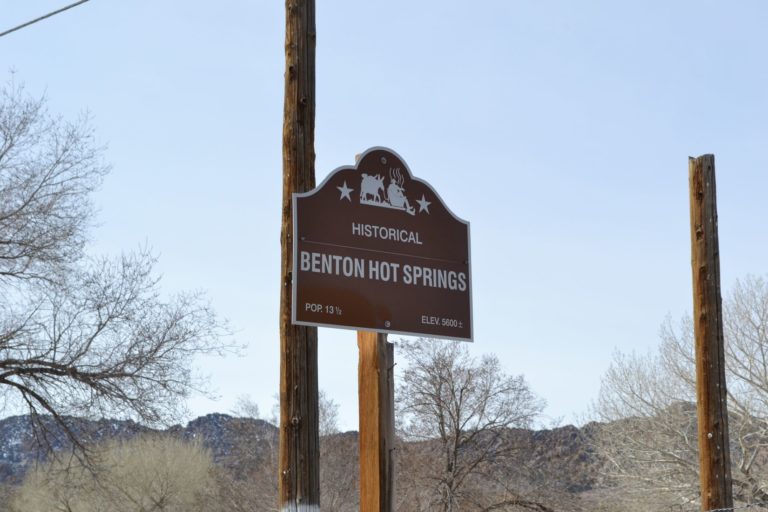 HISTORICAL
BENTON HOT SPRINGS
POP. 13 ½
ELEV. 5600 ±